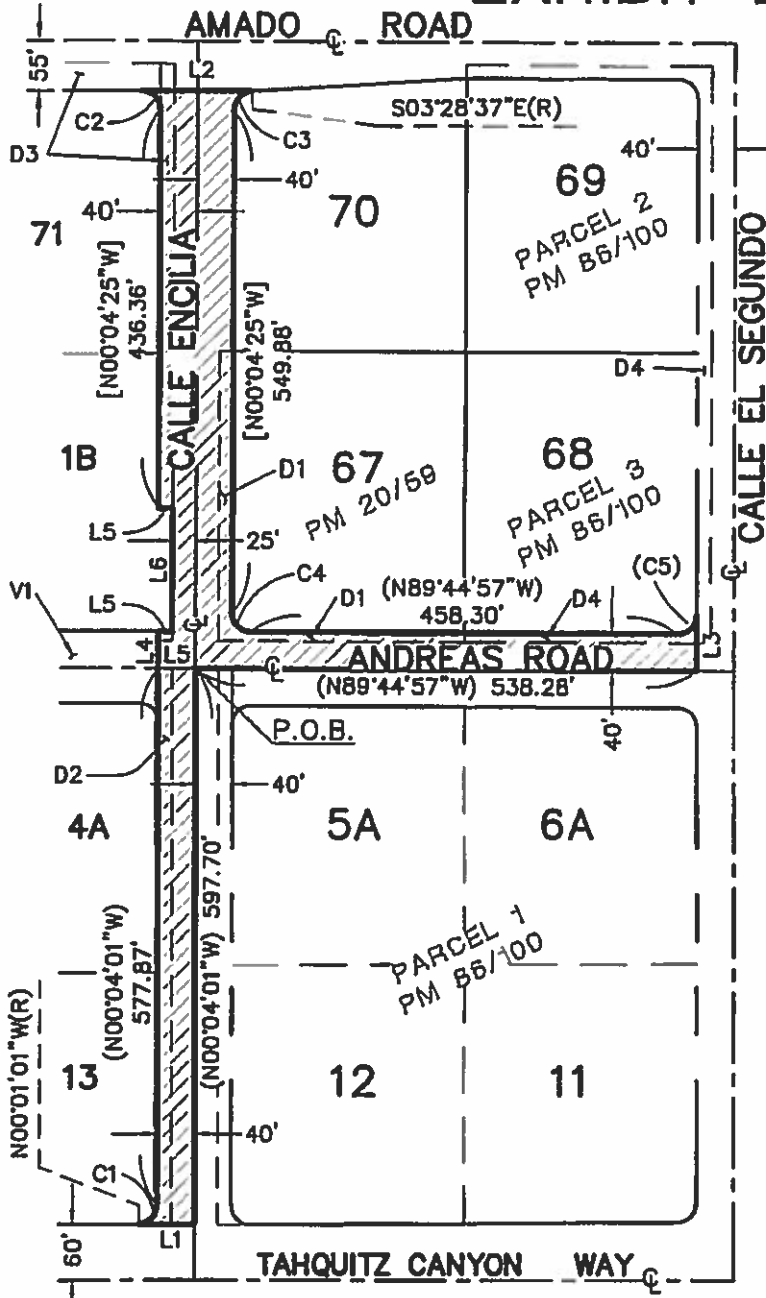 AMADO ROAD
℄
55'
L2
C2
S03°28'37"E(R)
C3
D3
40'
40'
69
70
PARCEL 2
PM 86/100
71
40'
[N00°04'25"W]
436.36'
CALLE ENCILIA
[N00°04'25"W]
549.88'
CALLE EL SEGUNDO
D4
1B
D1
67
PM 20/59
68
PARCEL 3
PM 86/100
L5
25'
L6
C4
(C5)
℄
V1
L5
(N89°44'57"W)
458.30'
D1
D4
L4
℄
L5
℄
ANDREAS ROAD
L3
(N89°44'57"W) 538.28'
P.O.B.
40'
D2
40'
4A
5A
6A
(N00°04'01"W)
577.87'
(N00°04'01"W) 597.70'
PARCEL 1
PM 86/100
N00°01'01"W(R)
13
12
11
40'
C1
60'
L1
TAHQUITZ CANYON WAY
℄